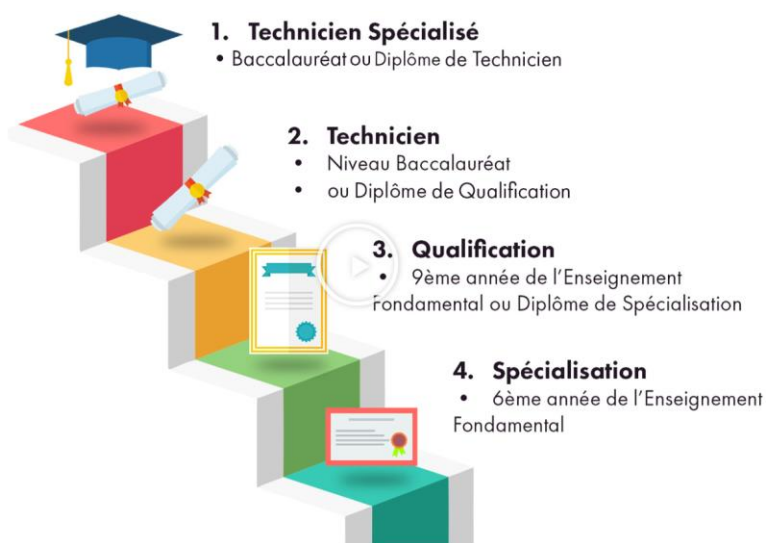 1. Technicien Spécialisé
• Baccalauréat ou Diplôme de Technicien
2. Technicien
• Niveau Baccalauréat
• ou Diplôme de Qualification
3. Qualification
• 9ème année de l'Enseignement
Fondamental ou Diplôme de Spécialisation
4. Spécialisation
• 6ème année de l'Enseignement
Fondamental